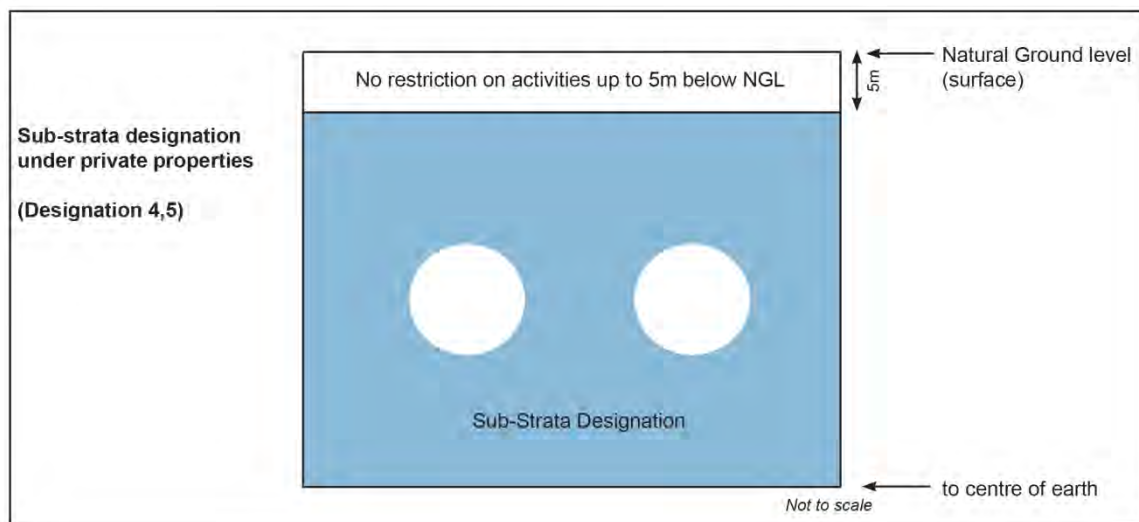 Natural Ground level
(surface)
No restriction on activities up to 5m below NGL
5m
Sub-strata designation
under private properties
(Designation 4,5)
Sub-Strata Designation
to centre of earth
Not to scale